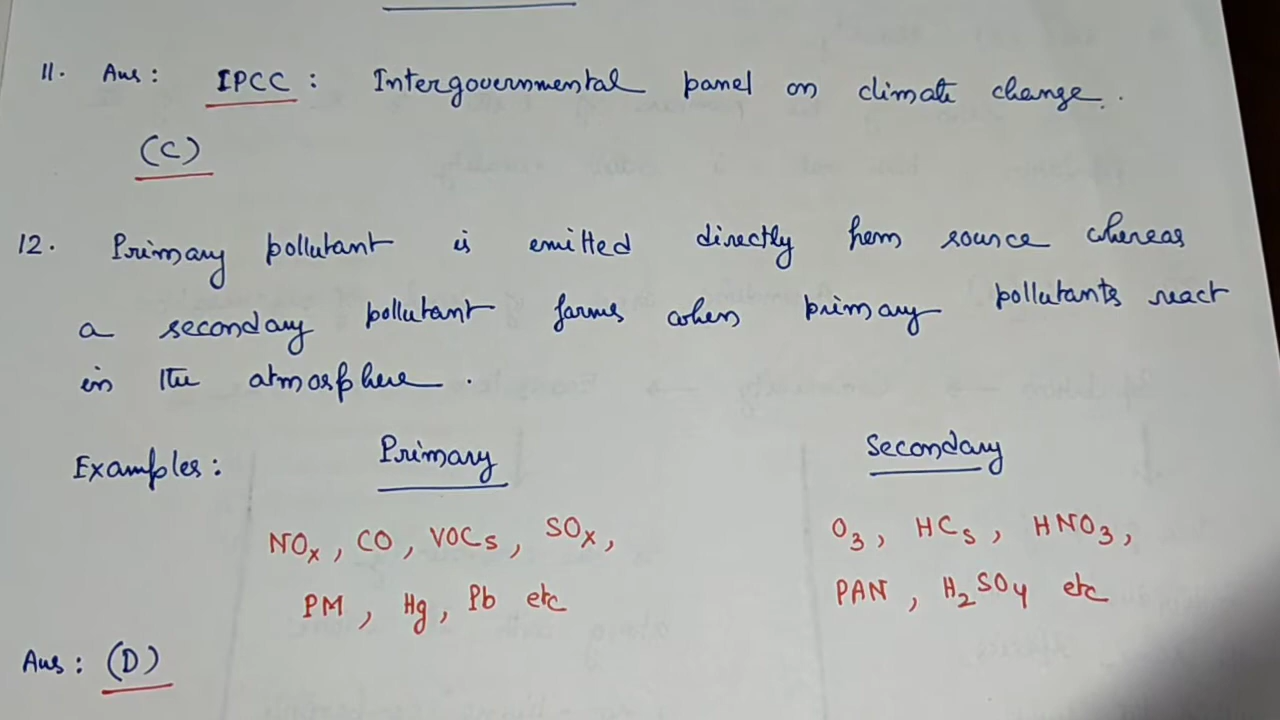 11. Ans: IPCC: Intergovernmental panel on climate change.
(C)
12. Primary pollutant is emitted directly from source whereas
a secondary pollutant forms when primary pollutants react
in the atmosphere.
Examples: Primary Secondary
NOx, CO, VOCs, SOx, O3, HCs, HNO3,
PM, Hg, Pb etc PAN, H2SO4 etc
Ans: (D)